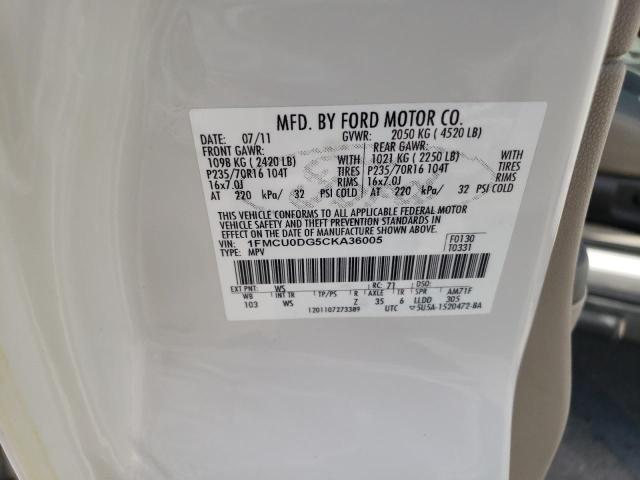 MFD. BY FORD MOTOR CO.
DATE: 07/11 GVWR: 2050 KG ( 4520 LB)
FRONT GAWR: REAR GAWR:
1098 KG ( 2420 LB) WITH 1021 KG ( 2250 LB) WITH
P235/70R16 104T TIRES P235/70R16 104T TIRES
16x7.0J RIMS 16x7.0J RIMS
AT 220 kPa/ 32 PSI COLD AT 220 kPa/ 32 PSI COLD
THIS VEHICLE CONFORMS TO ALL APPLICABLE FEDERAL MOTOR
VEHICLE SAFETY AND THEFT PREVENTION STANDARDS IN EFFECT ON THE DATE
OF MANUFACTURE SHOWN ABOVE.
VIN: 1FMCU0DG5CKA36005 F0130
TYPE: MPV T0331
EXT PNT: WS RC: 71 DSO:
WB INT TR TP/PS R AXLE TR SPR AM71F
103 WS Z 35 6 LLDD 305
1201107273389 UTC 5U5A-1520472-BA